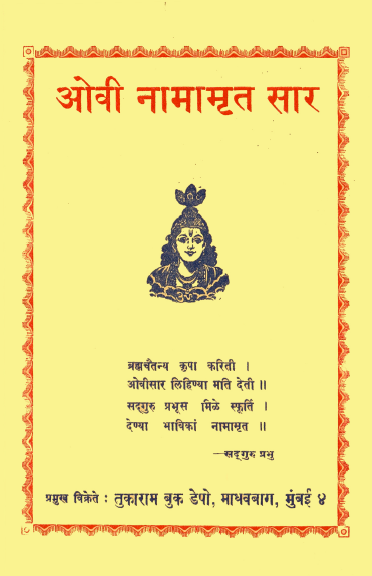 ओवी नामामृत सार
ब्रह्मचैतन्य कृपा करिती ।
ओवीसार लिहिण्या मति देती ॥
सद्‌गुरु प्रभूस मिळे स्फूर्ति ।
देण्या भाविकां नामामृत ॥
—सद्‌गुरु प्रभु
प्रमुख विक्रेते : तुकाराम बुक डेपो, माधवबाग, मुंबई ४